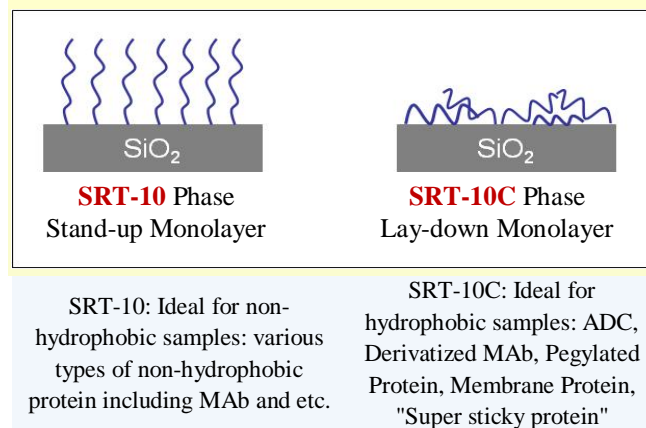 SiO2
SRT-10 Phase
Stand-up Monolayer
SiO2
SRT-10C Phase
Lay-down Monolayer
SRT-10: Ideal for non-
hydrophobic samples: various
types of non-hydrophobic
protein including MAb and etc.
SRT-10C: Ideal for
hydrophobic samples: ADC,
Derivatized MAb, Pegylated
Protein, Membrane Protein,
"Super sticky protein"